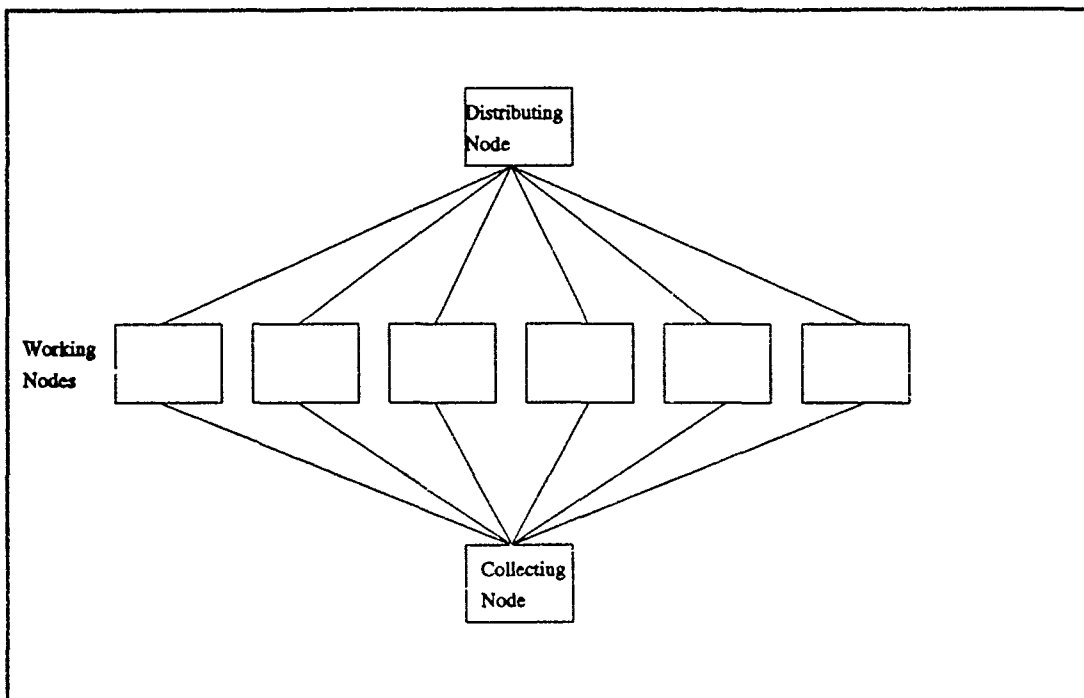 Distributing
Node
Working
Nodes
Collecting
Node